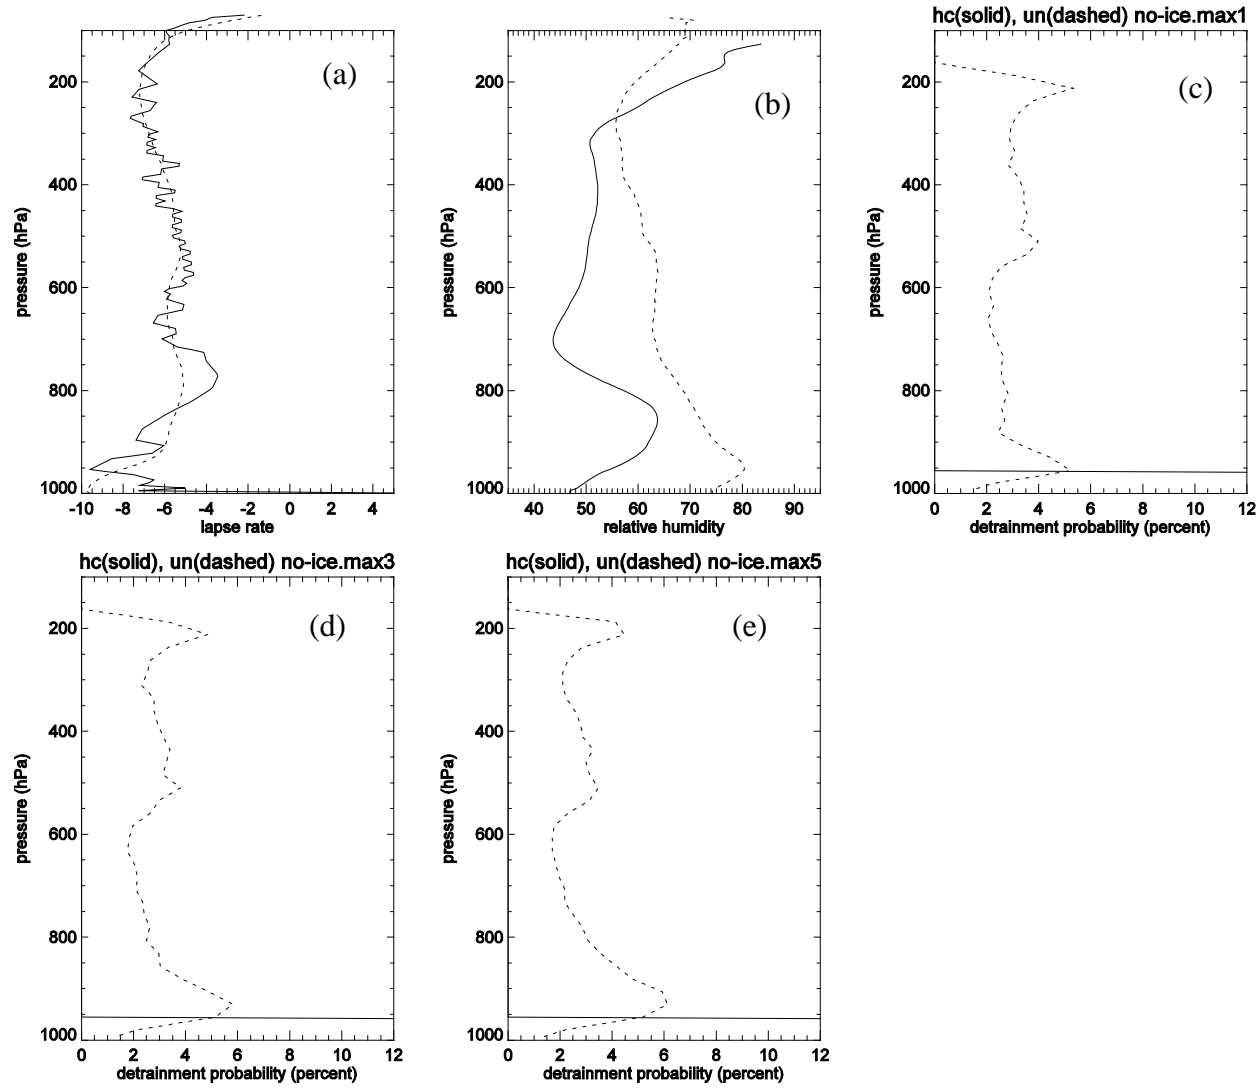 hc(solid), un(dashed) no-ice.max1
(a)
(b)
(c)
200
400
600
800
1000
pressure (hPa)
-10 -8 -6 -4 -2 0 2 4
lapse rate
200
400
600
800
1000
pressure (hPa)
40 50 60 70 80 90
relative humidity
200
400
600
800
1000
pressure (hPa)
0 2 4 6 8 10 12
detrainment probability (percent)
hc(solid), un(dashed) no-ice.max3
(d)
200
400
600
800
1000
pressure (hPa)
0 2 4 6 8 10 12
detrainment probability (percent)
hc(solid), un(dashed) no-ice.max5
(e)
200
400
600
800
1000
pressure (hPa)
0 2 4 6 8 10 12
detrainment probability (percent)